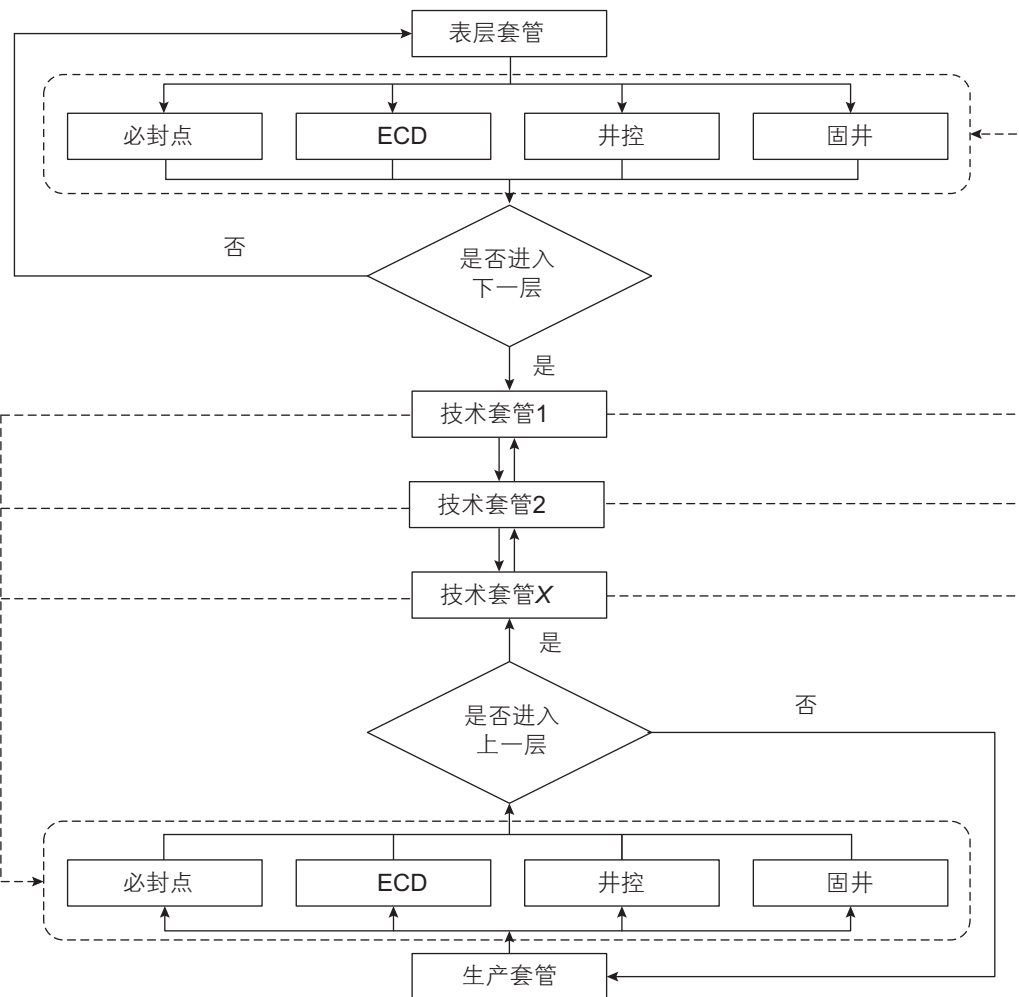 表层套管
必封点
ECD
井控
固井
否
是否进入
下一层
是
技术套管1
技术套管2
技术套管X
是
是否进入
上一层
否
必封点
ECD
井控
固井
生产套管